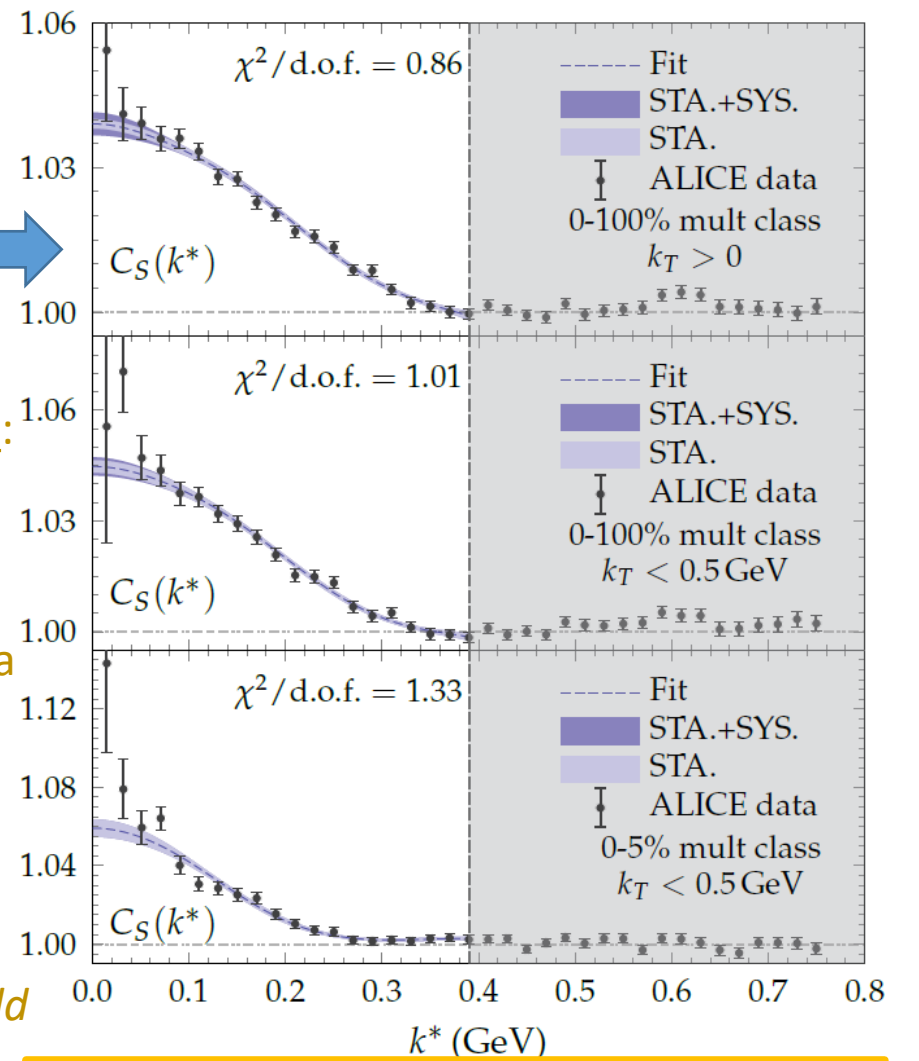 1.06
χ²/d.o.f. = 0.86
Fit
STA.+SYS.
STA.
1.03
ALICE data
0-100% mult class
C_S(k*)
k_T > 0
1.00
χ²/d.o.f. = 1.01
Fit
1.06
STA.+SYS.
:
STA.
ALICE data
1.03
0-100% mult class
C_S(k*)
k_T < 0.5 GeV
1.00
a
χ²/d.o.f. = 1.33
Fit
1.12
STA.+SYS.
STA.
1.08
ALICE data
0-5% mult class
1.04
k_T < 0.5 GeV
C_S(k*)
1.00
ld
0.0 0.1 0.2 0.3 0.4 0.5 0.6 0.7 0.8
k* (GeV)